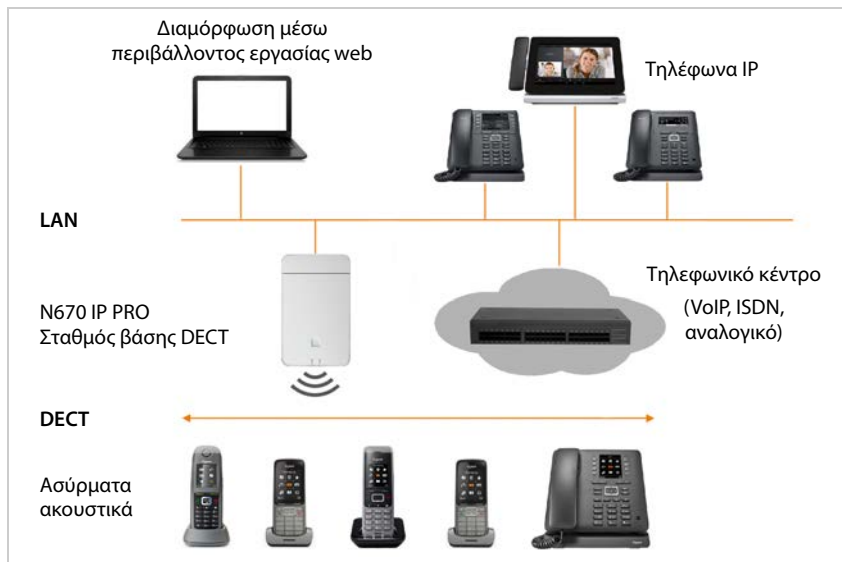 Διαμόρφωση μέσω
περιβάλλοντος εργασίας web
Τηλέφωνα IP
LAN
N670 IP PRO
Σταθμός βάσης DECT
Τηλεφωνικό κέντρο
(VoIP, ISDN,
αναλογικό)
DECT
Ασύρματα
ακουστικά